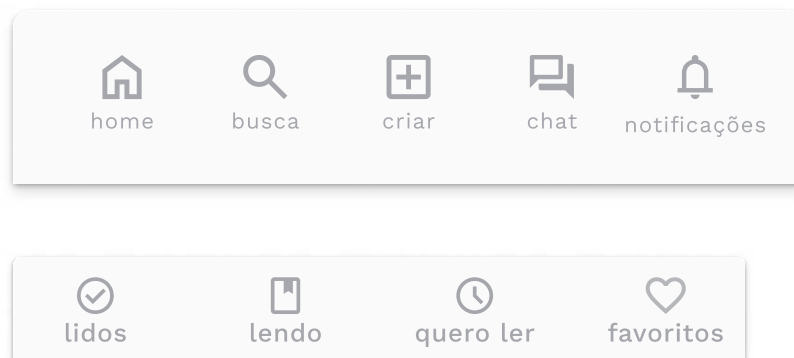 home busca criar chat notificações
lidos lendo quero ler favoritos